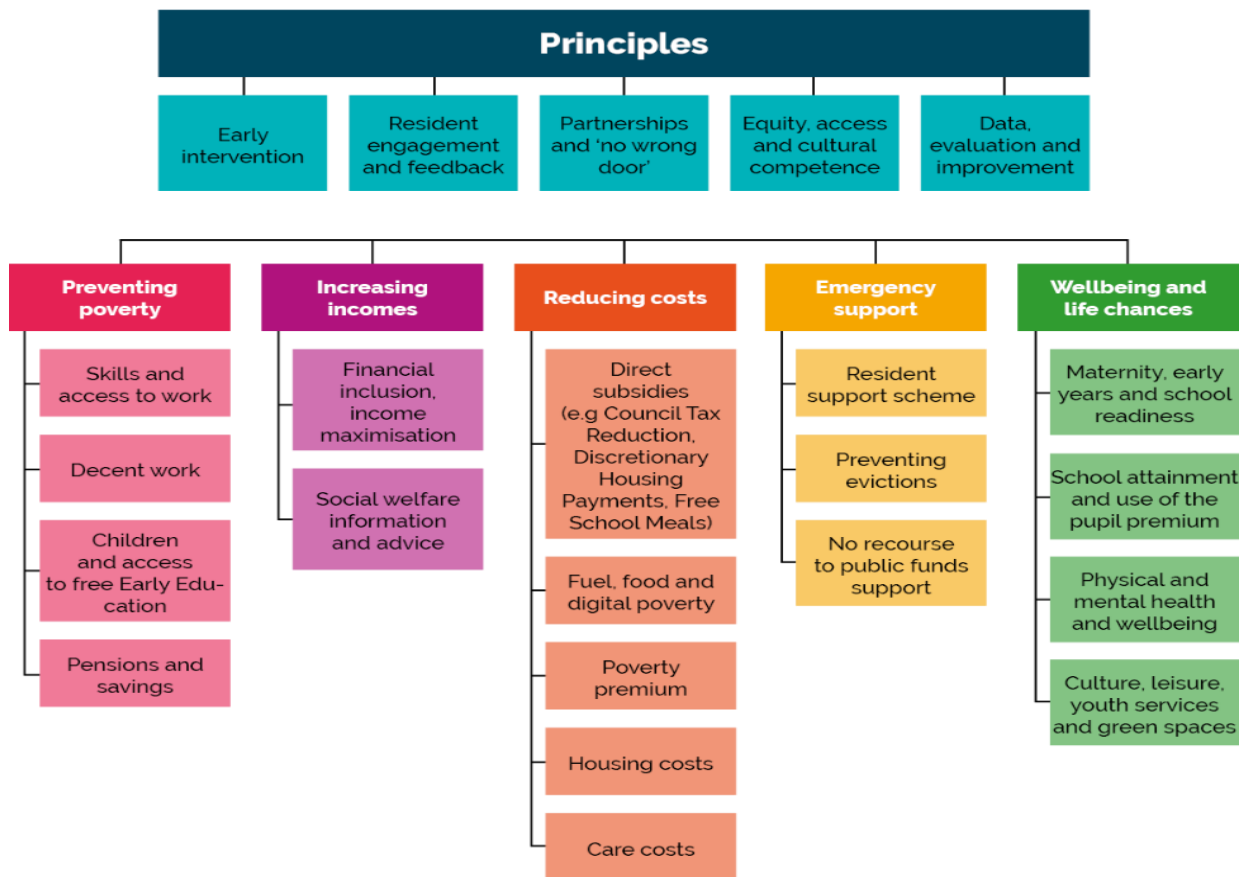 Principles
Early
intervention
Resident
engagement
and feedback
Partnerships
and ‘no wrong
door’
Equity, access
and cultural
competence
Data,
evaluation and
improvement
Preventing
poverty
Skills and
access to work
Decent work
Children
and access
to free Early Edu-
cation
Pensions and
savings
Increasing
incomes
Financial
inclusion,
income
maximisation
Social welfare
information
and advice
Reducing costs
Direct
subsidies
(e.g Council Tax
Reduction,
Discretionary
Housing
Payments, Free
School Meals)
Fuel, food and
digital poverty
Poverty
premium
Housing costs
Care costs
Emergency
support
Resident
support scheme
Preventing
evictions
No recourse
to public funds
support
Wellbeing and
life chances
Maternity, early
years and school
readiness
School attainment
and use of the
pupil premium
Physical and
mental health
and wellbeing
Culture, leisure,
youth services
and green spaces